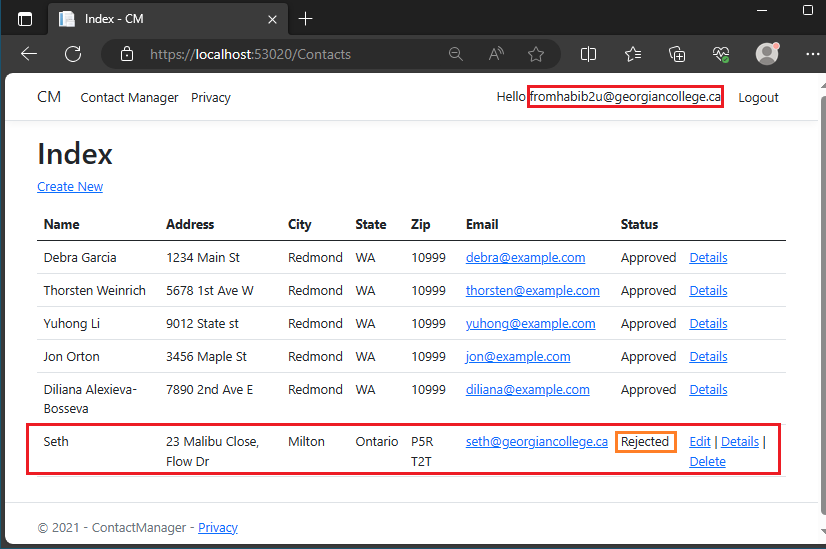 Index - CM
https://localhost:53020/Contacts
CM Contact Manager Privacy Hello fromhabib2u@georgiancollege.ca Logout
Index
Create New
Name Address City State Zip Email Status
Debra Garcia 1234 Main St Redmond WA 10999 debra@example.com Approved Details
Thorsten Weinrich 5678 1st Ave W Redmond WA 10999 thorsten@example.com Approved Details
Yuhong Li 9012 State st Redmond WA 10999 yuhong@example.com Approved Details
Jon Orton 3456 Maple St Redmond WA 10999 jon@example.com Approved Details
Diliana Alexieva- 7890 2nd Ave E Redmond WA 10999 diliana@example.com Approved Details
Bosseva
Seth 23 Malibu Close, Milton Ontario P5R seth@georgiancollege.ca Rejected Edit | Details |
Flow Dr T2T Delete
© 2021 - ContactManager - Privacy